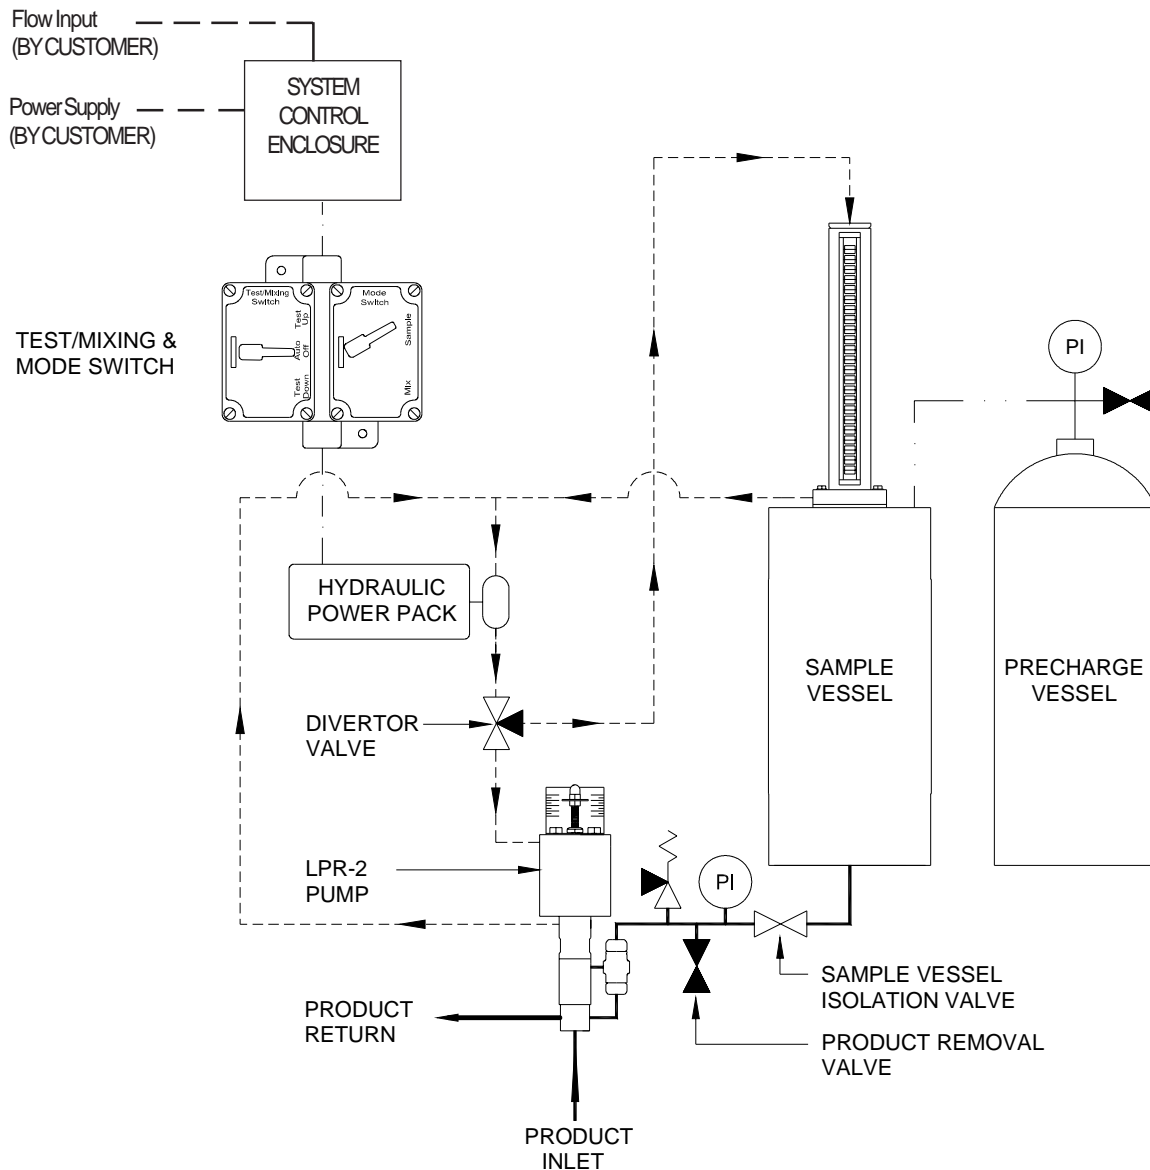 Flow Input
(BY CUSTOMER)
Power Supply
(BY CUSTOMER)
SYSTEM
CONTROL
ENCLOSURE
TEST/MIXING &
MODE SWITCH
Test/Mixing
Switch
Test
Up
Auto
Off
Test
Down
Mode
Switch
Sample
Mix
PI
HYDRAULIC
POWER PACK
SAMPLE
VESSEL
PRECHARGE
VESSEL
DIVERTOR
VALVE
LPR-2
PUMP
PI
SAMPLE VESSEL
ISOLATION VALVE
PRODUCT
RETURN
PRODUCT REMOVAL
VALVE
PRODUCT
INLET